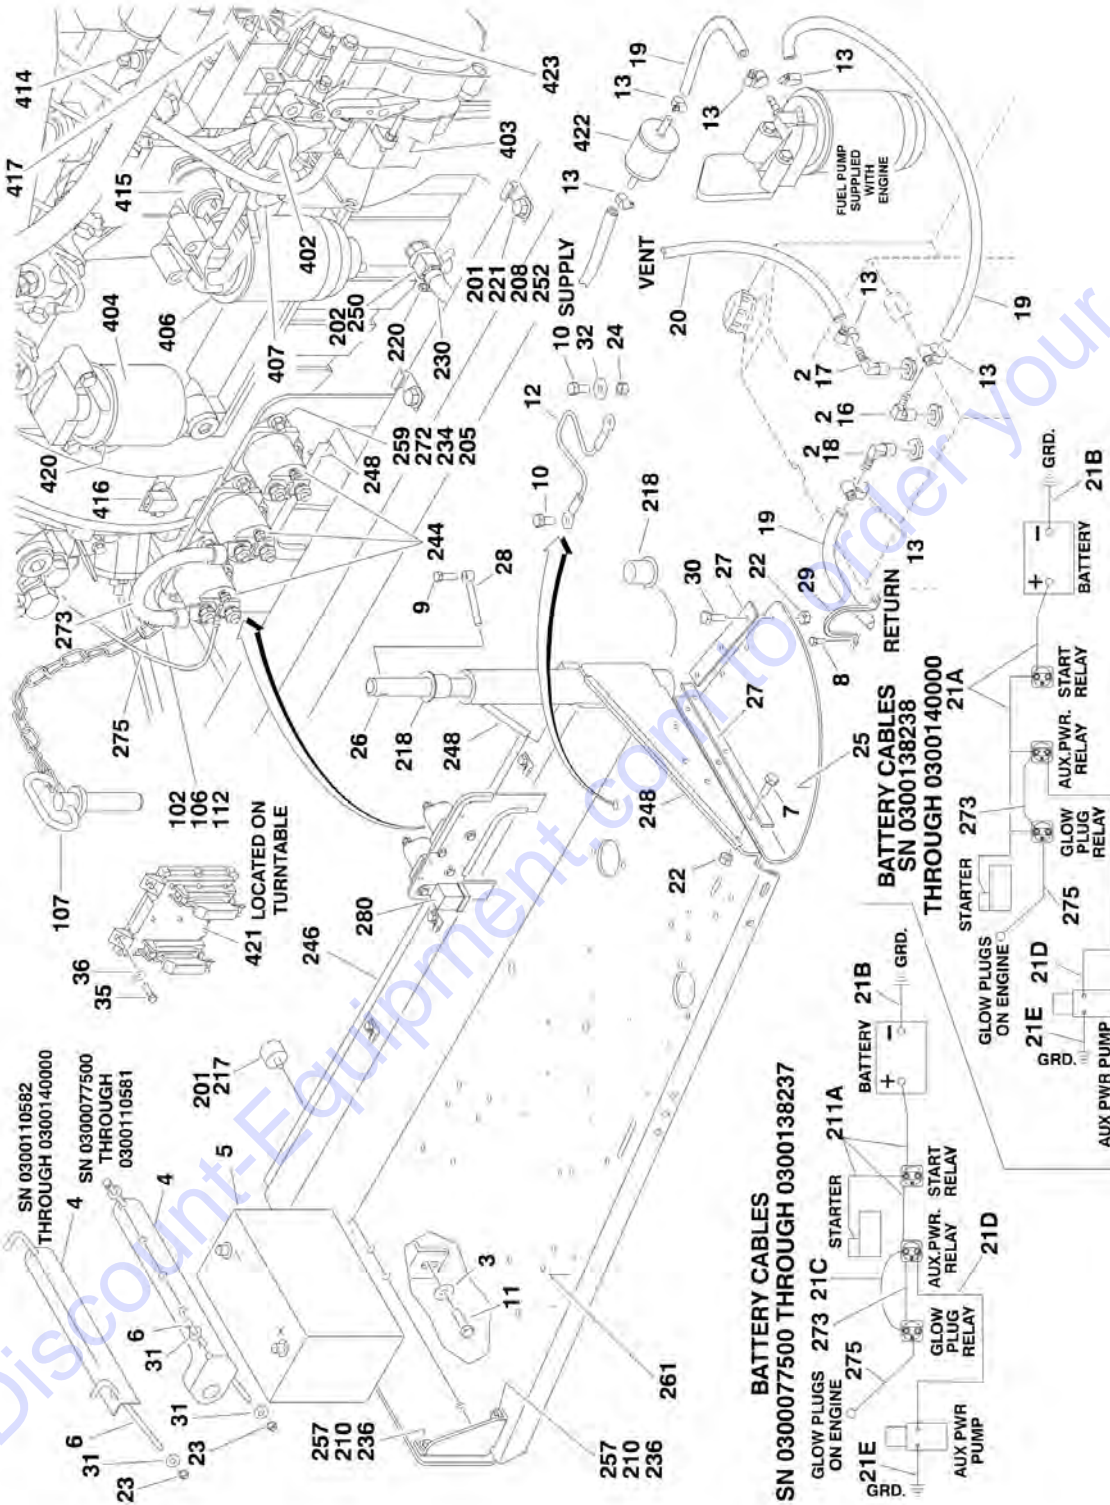 414
417
415
404
406
420
416
273
275
102
106
112
107
421 LOCATED ON
TURNTABLE
36
35
423
403
402
407
202
250
220
230
201
221
208
252
259
272
234
205
248
244
28
9
26
218
248
280
246
SUPPLY
VENT
19
13
13
422
13
13
FUEL PUMP
SUPPLIED
WITH
ENGINE
20
13
19
13
2
17
2
16
2
18
19
13
RETURN
10
32
24
12
10
218
30
27
22
29
8
27
25
7
248
22
SN 0300110582
THROUGH 0300140000
SN 0300077500
THROUGH
0300110581
4
4
5
201
217
6
31
31
23
6
31
23
3
11
257
210
236
257
210
236
261
BATTERY CABLES
SN 0300077500 THROUGH 0300138237
GLOW PLUGS
ON ENGINE
21E
GRD.
AUX PWR
PUMP
275
273
21C
GLOW
PLUG
RELAY
STARTER
AUX.PWR.
RELAY
21D
211A
START
RELAY
BATTERY
+
−
21B
GRD.
BATTERY CABLES
SN 0300138238
THROUGH 0300140000
STARTER
273
21A
GLOW PLUGS
ON ENGINE
275
GLOW
PLUG
RELAY
AUX.PWR.
RELAY
START
RELAY
+
−
BATTERY
GRD.
21B
21D
21E
GRD.
AUX PWR PUMP
Discount-Equipment.com to order your